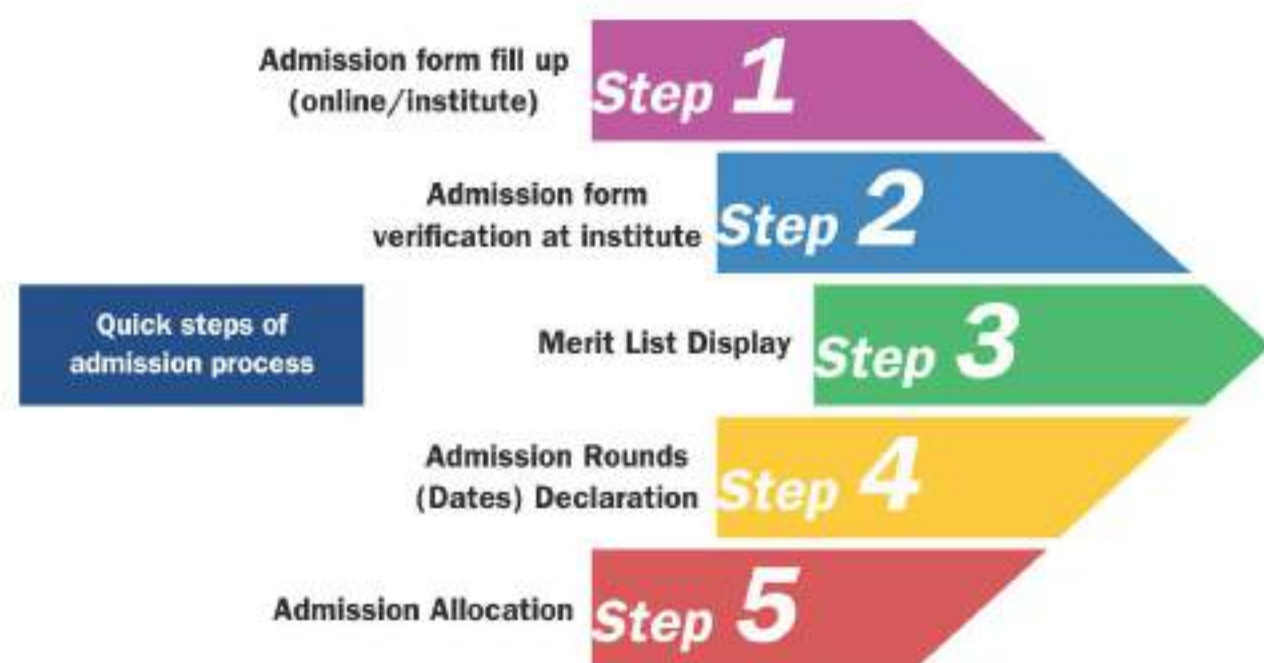 Admission form fill up
(online/institute)
Step 1
Admission form
verification at institute
Step 2
Quick steps of
admission process
Merit List Display
Step 3
Admission Rounds
(Dates) Declaration
Step 4
Admission Allocation
Step 5